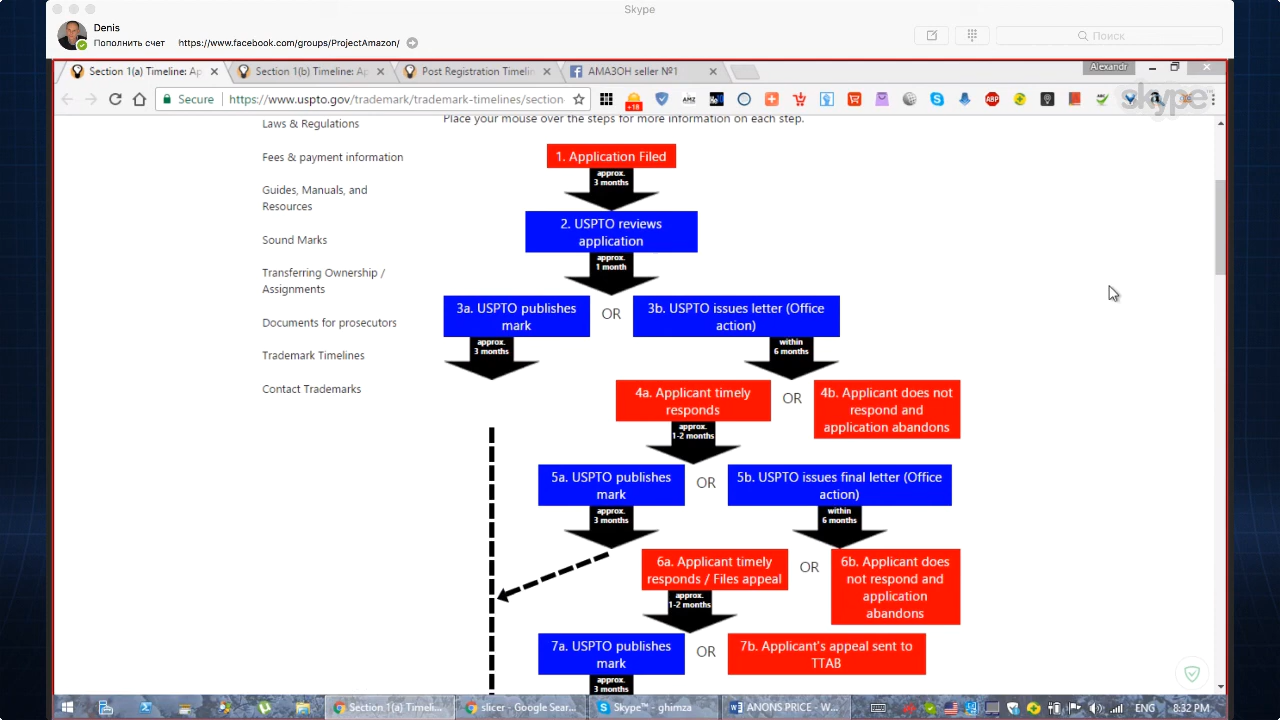 Skype
Denis
Пополнить счет https://www.facebook.com/groups/ProjectAmazon/
Поиск
Section 1(a) Timeline: Ap
Section 1(b) Timeline: Ap
Post Registration Timelin
АМАЗОН seller №1
Alexandr
Secure
https://www.uspto.gov/trademark/trademark-timelines/section
+18
AMZ
ABP
skype
Place your mouse over the steps for more information on each step.
Laws & Regulations
Fees & payment information
Guides, Manuals, and
Resources
Sound Marks
Transferring Ownership /
Assignments
Documents for prosecutors
Trademark Timelines
Contact Trademarks
1. Application Filed
approx.
3 months
2. USPTO reviews
application
approx.
1 month
3a. USPTO publishes
mark
OR
3b. USPTO issues letter (Office
action)
approx.
3 months
within
6 months
4a. Applicant timely
responds
OR
4b. Applicant does not
respond and
application abandons
approx.
1-2 months
5a. USPTO publishes
mark
OR
5b. USPTO issues final letter (Office
action)
approx.
3 months
within
6 months
6a. Applicant timely
responds / Files appeal
OR
6b. Applicant does
not respond and
application
abandons
approx.
1-2 months
7a. USPTO publishes
mark
OR
7b. Applicant's appeal sent to
TTAB
approx.
3 months
Section 1(a) Timeli...
slicer - Google Sear...
Skype™ - ghimza
ANONS PRICE - W...
ENG
8:32 PM